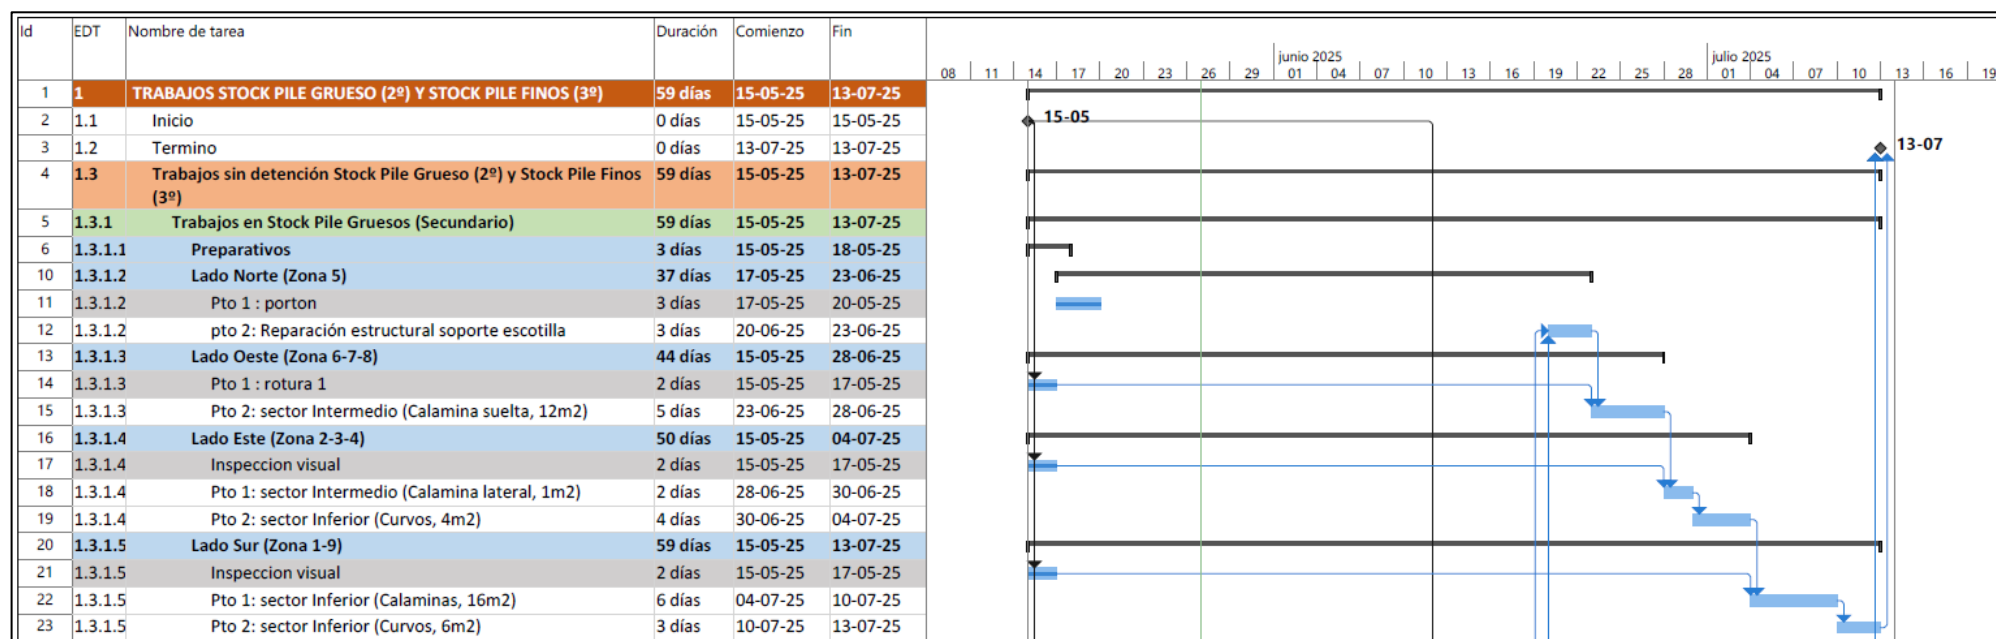 Id EDT Nombre de tarea Duración Comienzo Fin
junio 2025 julio 2025
08 11 14 17 20 23 26 29 01 04 07 10 13 16 19 22 25 28 01 04 07 10 13 16 19
1 1 TRABAJOS STOCK PILE GRUESO (2º) Y STOCK PILE FINOS (3º) 59 días 15-05-25 13-07-25
2 1.1 Inicio 0 días 15-05-25 15-05-25 15-05
3 1.2 Termino 0 días 13-07-25 13-07-25 13-07
4 1.3 Trabajos sin detención Stock Pile Grueso (2º) y Stock Pile Finos 59 días 15-05-25 13-07-25
(3º)
5 1.3.1 Trabajos en Stock Pile Gruesos (Secundario) 59 días 15-05-25 13-07-25
6 1.3.1.1 Preparativos 3 días 15-05-25 18-05-25
10 1.3.1.2 Lado Norte (Zona 5) 37 días 17-05-25 23-06-25
11 1.3.1.2 Pto 1 : porton 3 días 17-05-25 20-05-25
12 1.3.1.2 pto 2: Reparación estructural soporte escotilla 3 días 20-06-25 23-06-25
13 1.3.1.3 Lado Oeste (Zona 6-7-8) 44 días 15-05-25 28-06-25
14 1.3.1.3 Pto 1 : rotura 1 2 días 15-05-25 17-05-25
15 1.3.1.3 Pto 2: sector Intermedio (Calamina suelta, 12m2) 5 días 23-06-25 28-06-25
16 1.3.1.4 Lado Este (Zona 2-3-4) 50 días 15-05-25 04-07-25
17 1.3.1.4 Inspeccion visual 2 días 15-05-25 17-05-25
18 1.3.1.4 Pto 1: sector Intermedio (Calamina lateral, 1m2) 2 días 28-06-25 30-06-25
19 1.3.1.4 Pto 2: sector Inferior (Curvos, 4m2) 4 días 30-06-25 04-07-25
20 1.3.1.5 Lado Sur (Zona 1-9) 59 días 15-05-25 13-07-25
21 1.3.1.5 Inspeccion visual 2 días 15-05-25 17-05-25
22 1.3.1.5 Pto 1: sector Inferior (Calaminas, 16m2) 6 días 04-07-25 10-07-25
23 1.3.1.5 Pto 2: sector Inferior (Curvos, 6m2) 3 días 10-07-25 13-07-25